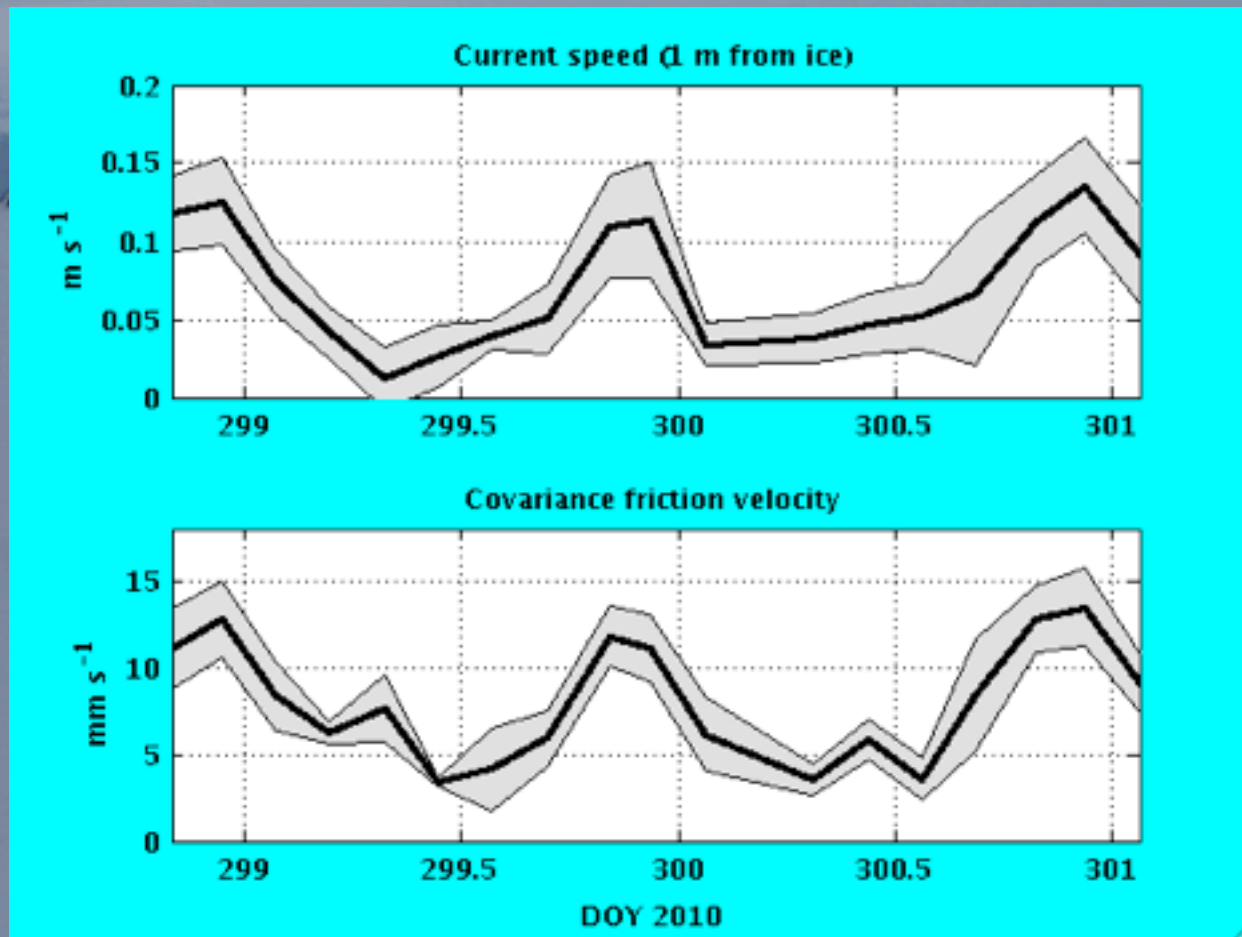 Current speed (1 m from ice)
0.2
0.15
0.1
0.05
0
m s⁻¹
299 299.5 300 300.5 301
Covariance friction velocity
15
10
5
0
mm s⁻¹
299 299.5 300 300.5 301
DOY 2010